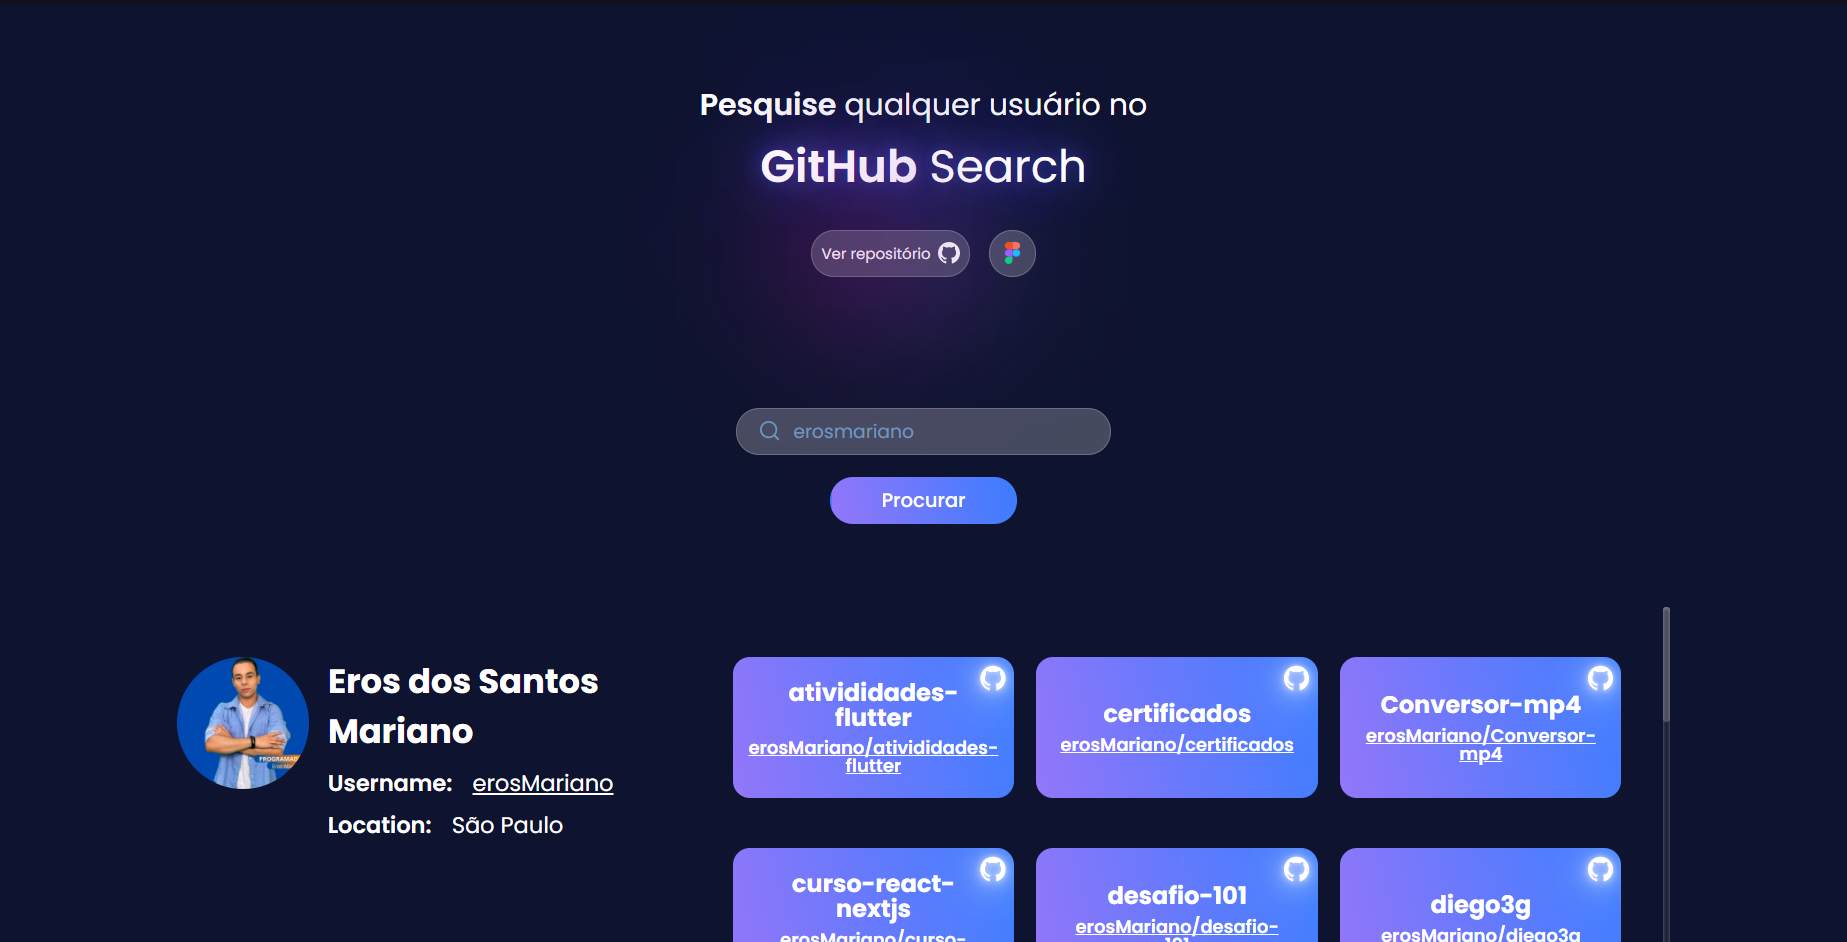 Pesquise qualquer usuário no
GitHub Search
Ver repositório
erosmariano
Procurar
Eros dos Santos
Mariano
Username: erosMariano
Location: São Paulo
PROGRAMAD
ativididades-
flutter
erosMariano/ativididades-
flutter
certificados
erosMariano/certificados
Conversor-mp4
erosMariano/Conversor-
mp4
curso-react-
nextjs
erosMariano/curso-
desafio-101
erosMariano/desafio-
101
diego3g
erosMariano/diego3g